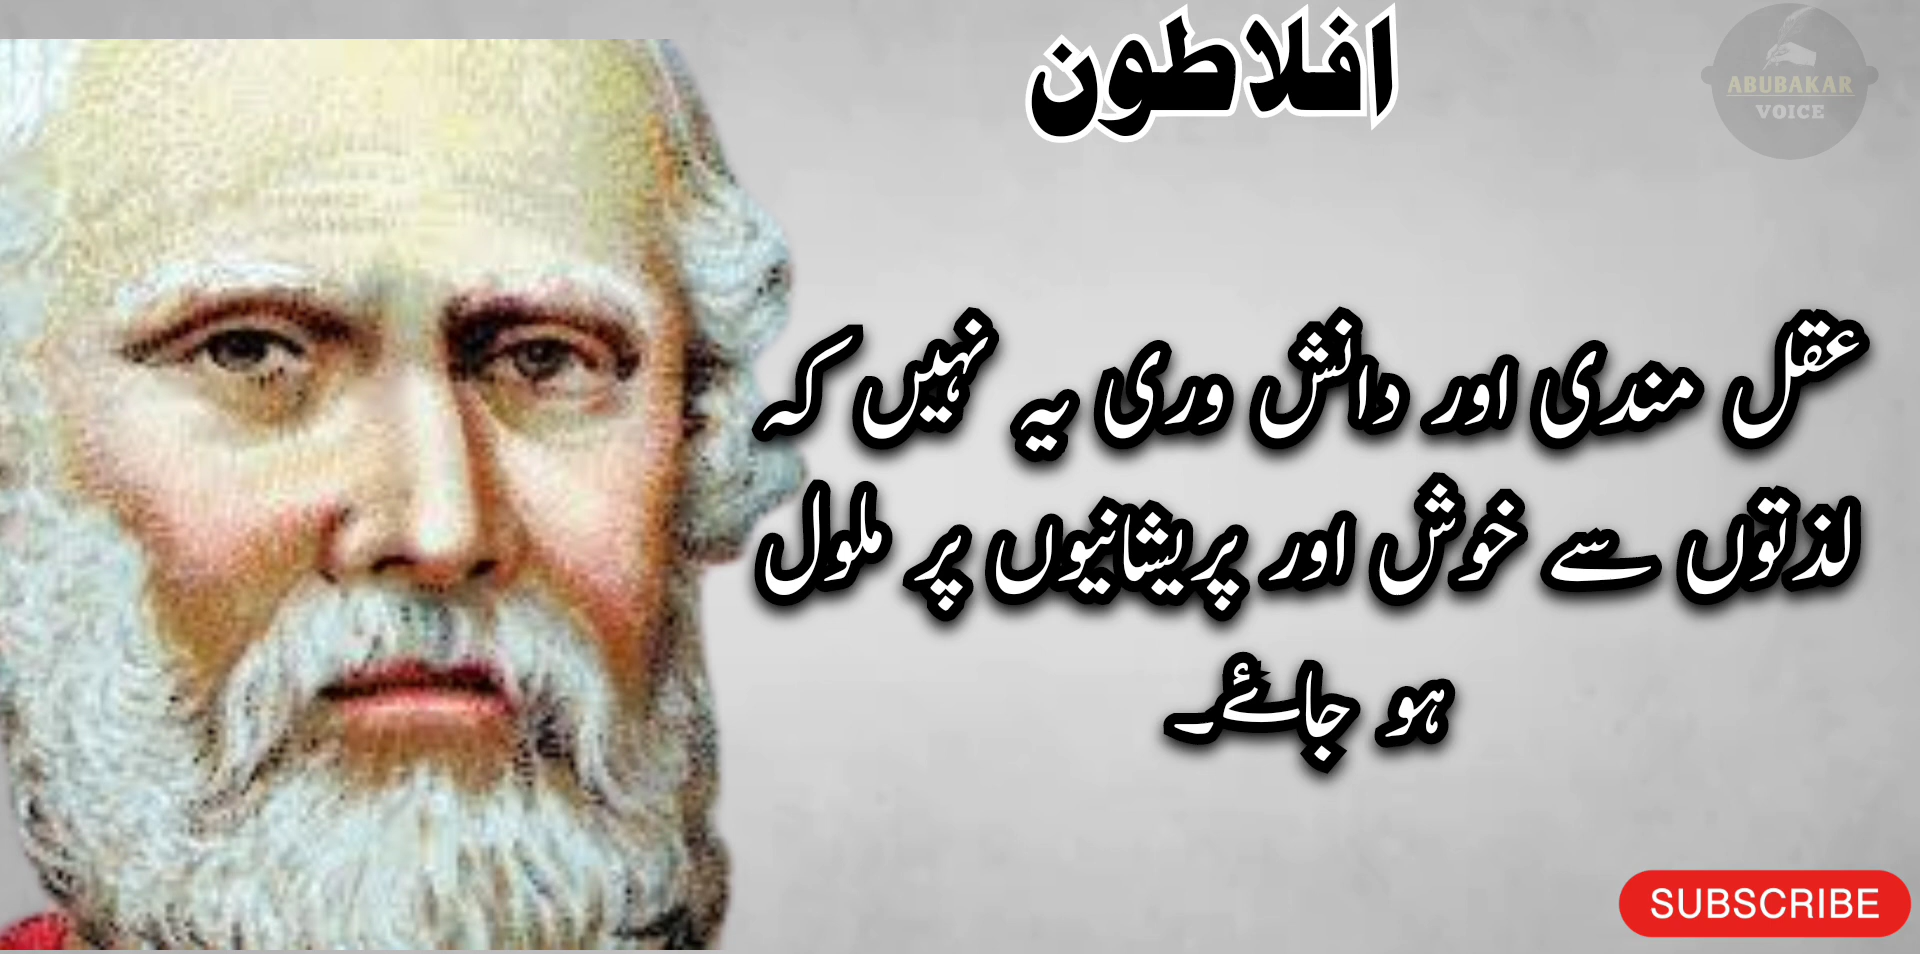 افلاطون
ABUBAKAR
VOICE
عقل مندی اور دانش وری یہ نہیں کہ
لذتوں سے خوش اور پریشانیوں پر ملول
ہو جائے۔
SUBSCRIBE